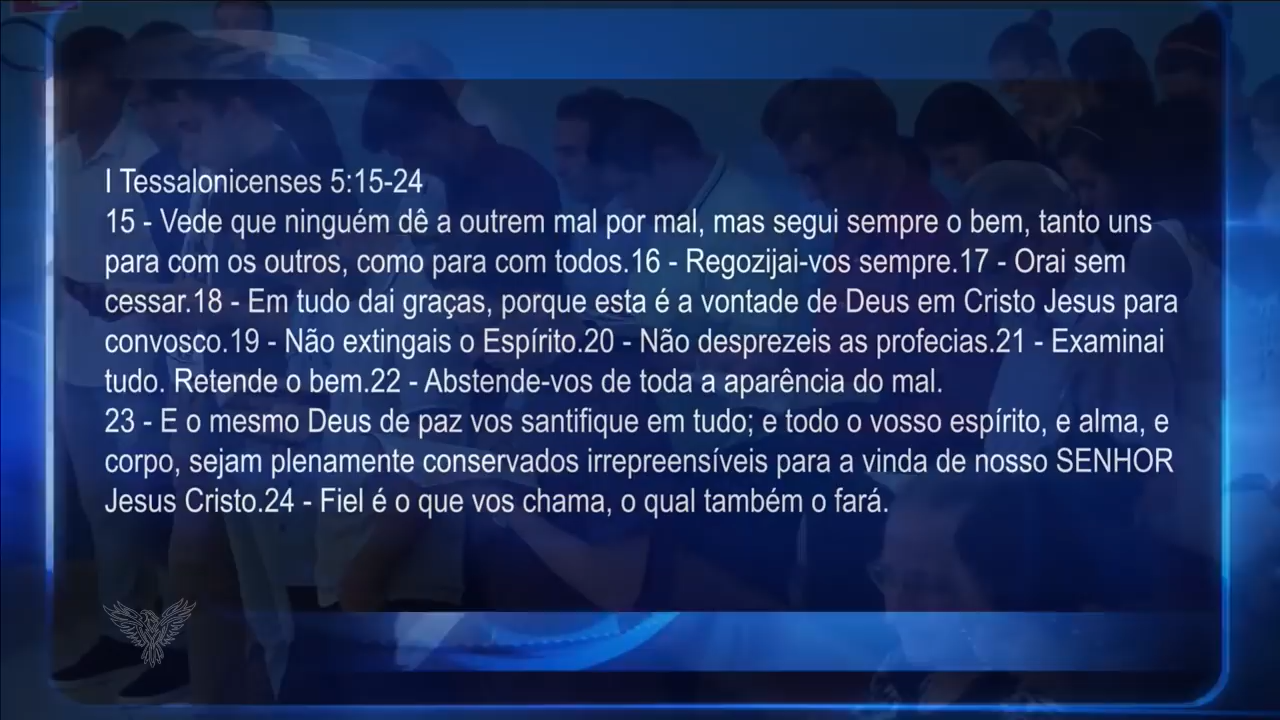 I Tessalonicenses 5:15-24
15 - Vede que ninguém dê a outrem mal por mal, mas segui sempre o bem, tanto uns
para com os outros, como para com todos.16 - Regozijai-vos sempre.17 - Orai sem
cessar.18 - Em tudo dai graças, porque esta é a vontade de Deus em Cristo Jesus para
convosco.19 - Não extingais o Espírito.20 - Não desprezeis as profecias.21 - Examinai
tudo. Retende o bem.22 - Abstende-vos de toda a aparência do mal.
23 - E o mesmo Deus de paz vos santifique em tudo; e todo o vosso espírito, e alma, e
corpo, sejam plenamente conservados irrepreensíveis para a vinda de nosso SENHOR
Jesus Cristo.24 - Fiel é o que vos chama, o qual também o fará.